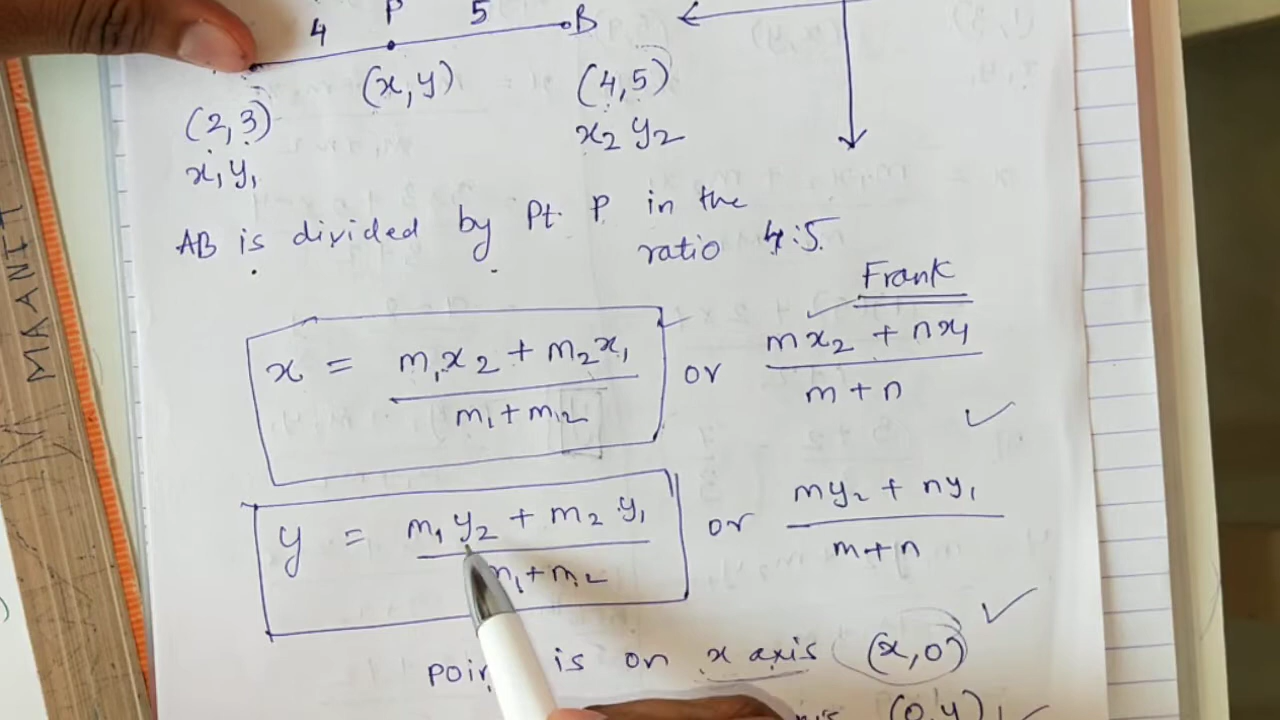 4 P 5 B
(x,y) (4,5)
(2,3) x2 y2
x1 y1
AB is divided by Pt. P in the
ratio 4:5.
Frank
x = m1x2 + m2x1 / m1+m2 or mx2 + nx1 / m+n
y = m1y2 + m2y1 / m1+m2 or my2 + ny1 / m+n
is on x axis (x,0)
(0,y)
MAANIT